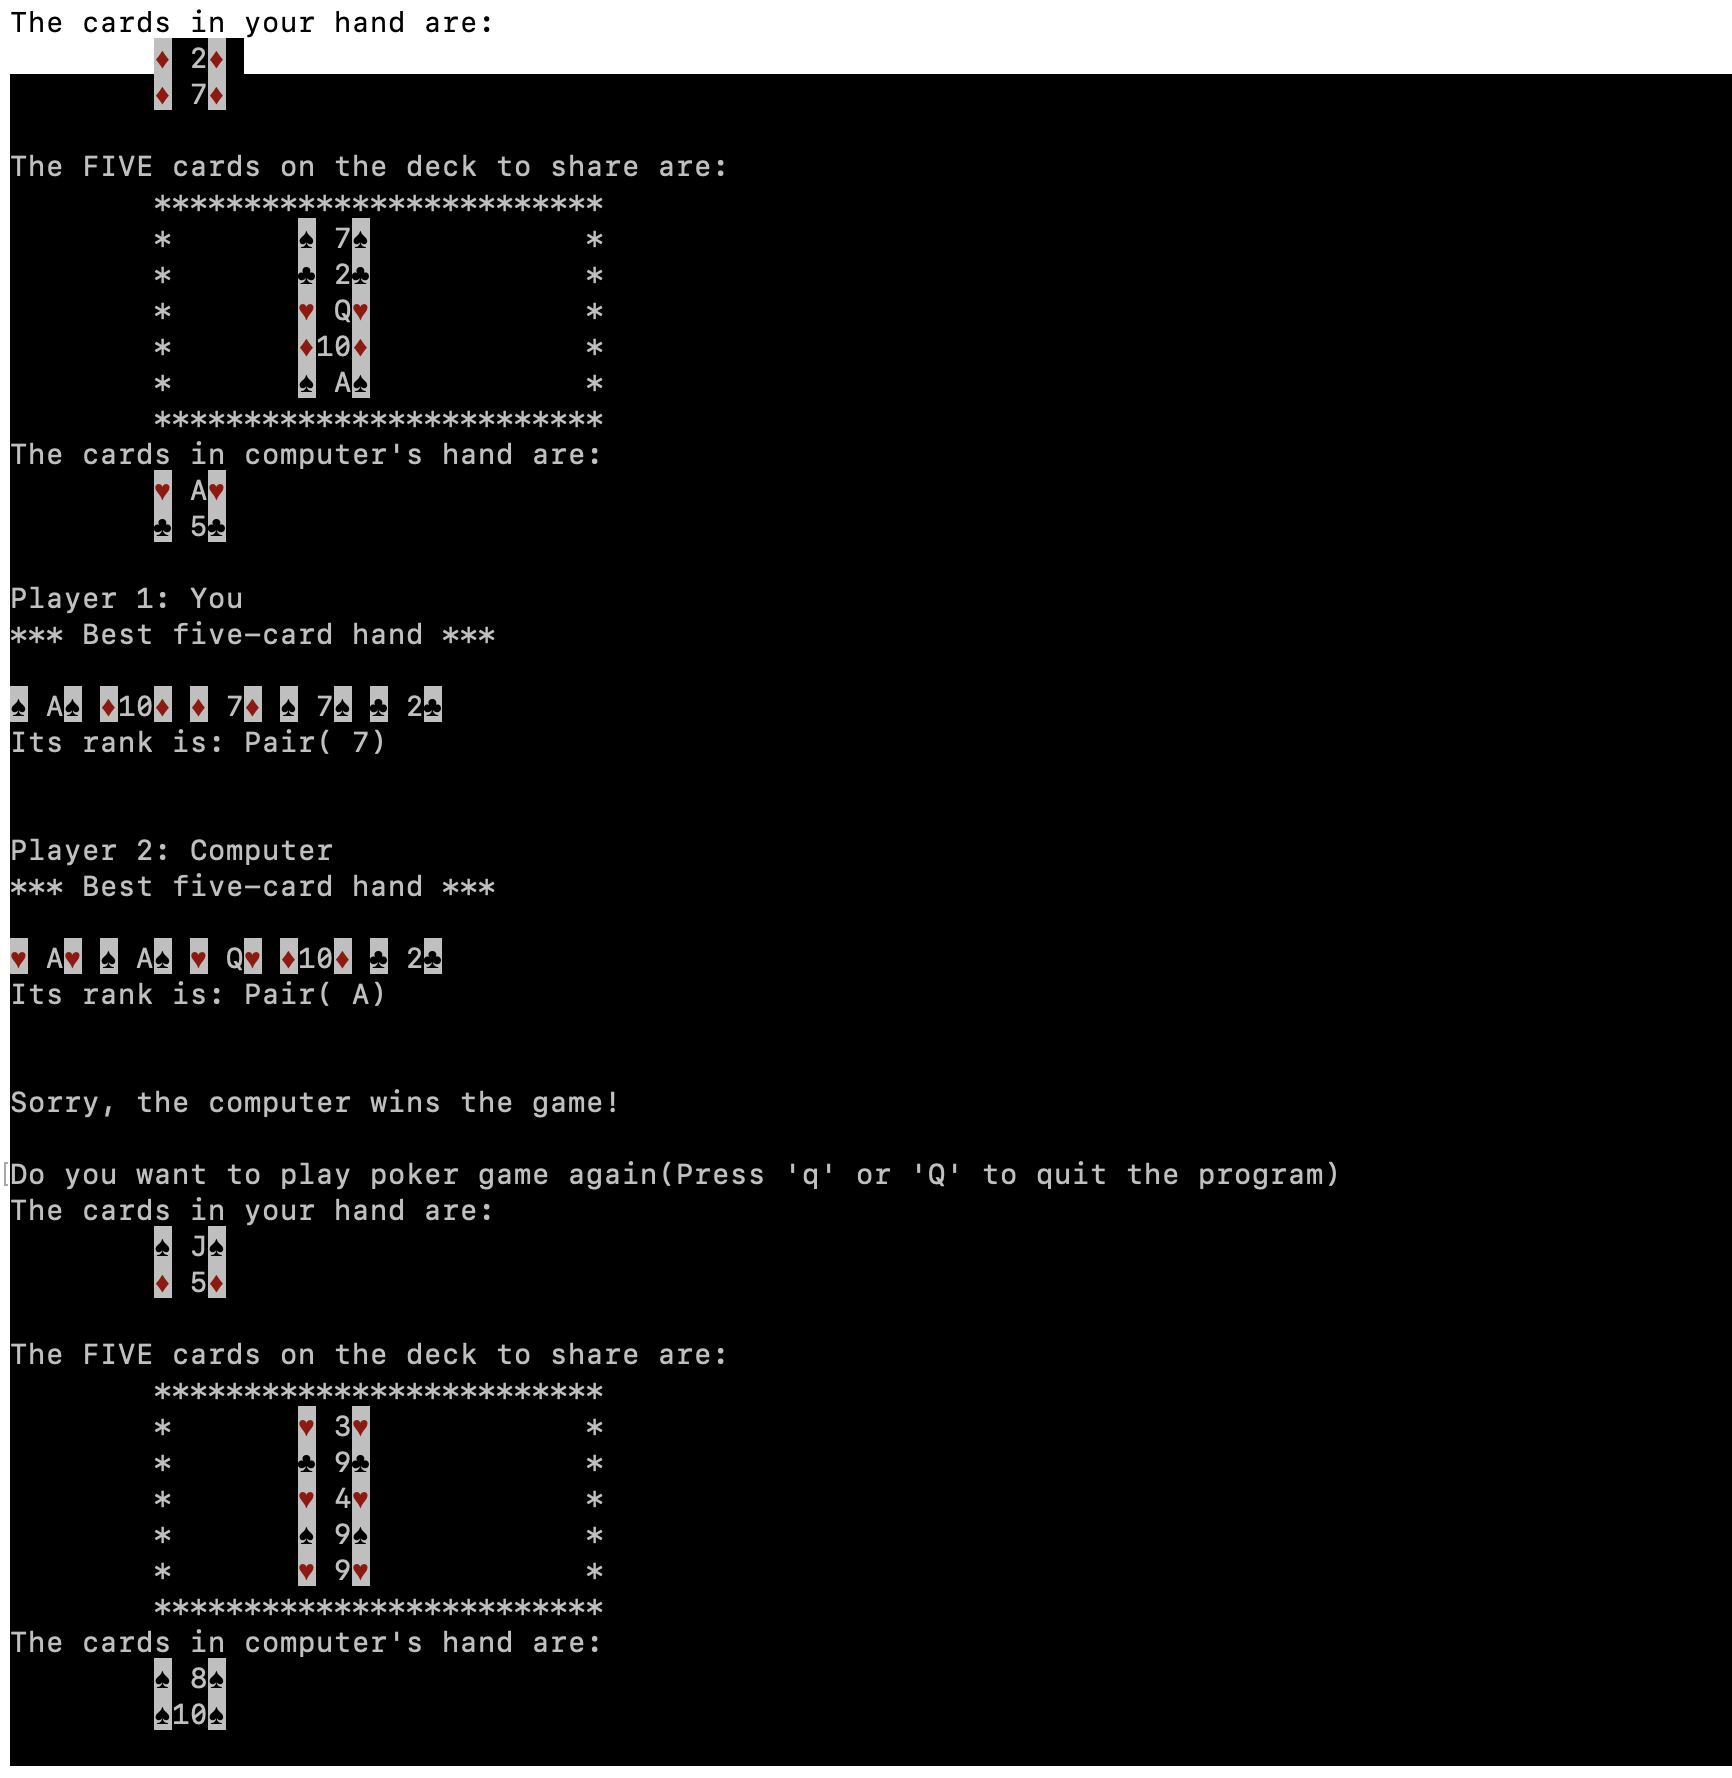 The cards in your hand are:
♦ 2♦
♦ 7♦
The FIVE cards on the deck to share are:
*************************
* ♠ 7♠ *
* ♣ 2♣ *
* ♥ Q♥ *
* ♦10♦ *
* ♠ A♠ *
*************************
The cards in computer's hand are:
♥ A♥
♣ 5♣
Player 1: You
*** Best five-card hand ***
♠ A♠ ♦10♦ ♦ 7♦ ♠ 7♠ ♣ 2♣
Its rank is: Pair( 7)
Player 2: Computer
*** Best five-card hand ***
♥ A♥ ♠ A♠ ♥ Q♥ ♦10♦ ♣ 2♣
Its rank is: Pair( A)
Sorry, the computer wins the game!
[Do you want to play poker game again(Press 'q' or 'Q' to quit the program)
The cards in your hand are:
♠ J♠
♦ 5♦
The FIVE cards on the deck to share are:
*************************
* ♥ 3♥ *
* ♣ 9♣ *
* ♥ 4♥ *
* ♠ 9♠ *
* ♥ 9♥ *
*************************
The cards in computer's hand are:
♠ 8♠
♠10♠